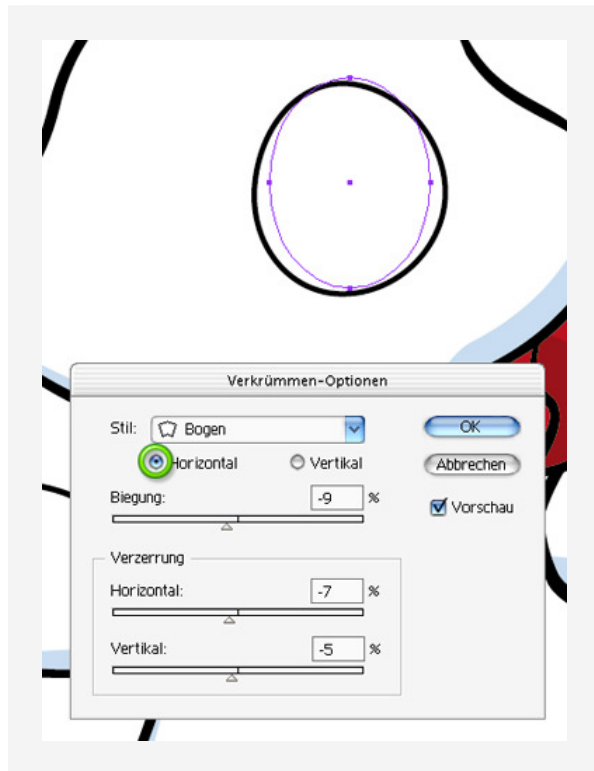 Verkrümmen-Optionen
Stil: Bogen
Horizontal Vertikal
Biegung: -9 %
Verzerrung
Horizontal: -7 %
Vertikal: -5 %
OK
Abbrechen
Vorschau